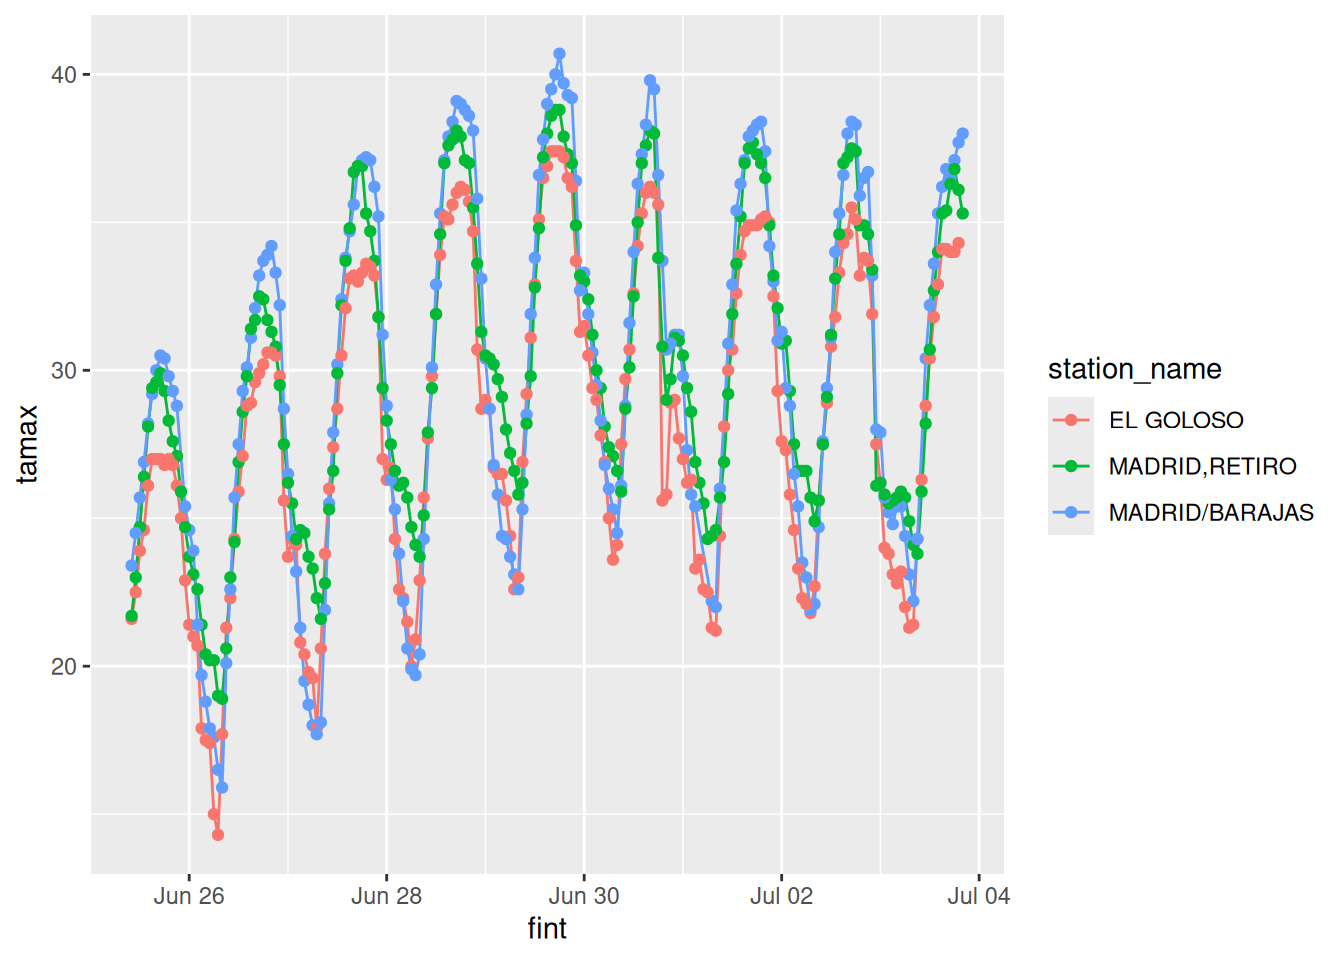 40
30
20
tamax
Jun 26
Jun 28
Jun 30
Jul 02
Jul 04
fint
station_name
EL GOLOSO
MADRID,RETIRO
MADRID/BARAJAS